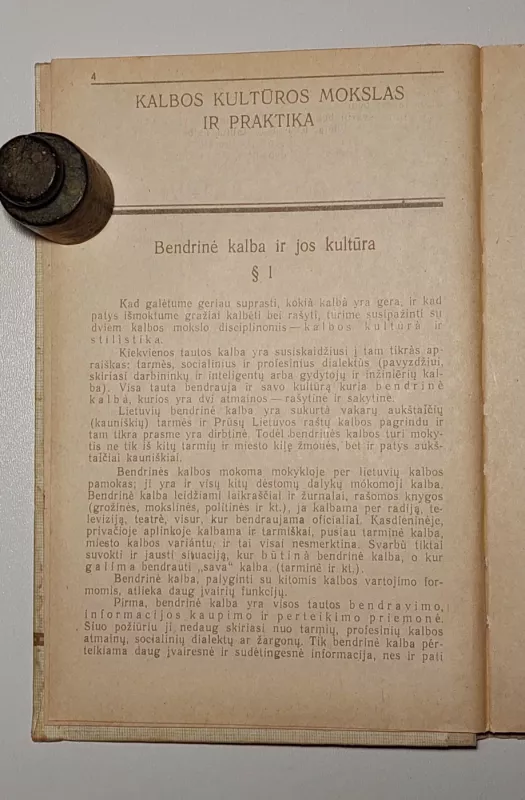 4
KALBOS KULTŪROS MOKSLAS
IR PRAKTIKA
Bendrinė kalba ir jos kultūra
§ 1
Kad galėtume geriau suprasti, kokia kalba yra gera, ir kad
patys išmoktume gražiai kalbėti bei rašyti, turime susipažinti su
dviem kalbos mokslo disciplinomis — kalbos kultūra ir
stilistika.
Kiekvienos tautos kalba yra susiskaidžiusi į tam tikras ap-
raiškas: tarmes, socialinius ir profesinius dialektus (pavyzdžiui,
skiriasi darbininkų ir inteligentų arba gydytojų ir inžinierių kal-
ba). Visa tauta bendrauja ir savo kultūrą kuria bendrinė
kalba, kurios yra dvi atmainos — rašytinė ir sakytinė.
Lietuvių bendrinė kalba yra sukurta vakarų aukštaičių
(kauniškių) tarmės ir Prūsų Lietuvos raštų kalbos pagrindu ir
tam tikra prasme yra dirbtinė. Todėl bendrinės kalbos turi moky-
tis ne tik iš kitų tarmių ir miesto kilę žmonės, bet ir patys aukš-
taičiai kauniškiai.
Bendrinės kalbos mokoma mokykloje per lietuvių kalbos
pamokas; ji yra ir visų kitų dėstomų dalykų mokomoji kalba.
Bendrinė kalba leidžiami laikraščiai ir žurnalai, rašomos knygos
(grožinės, mokslinės, politinės ir kt.), ja kalbama per radiją, te-
leviziją, teatre, visur, kur bendraujama oficialiai. Kasdieninėje,
privačioje aplinkoje kalbama ir tarmiškai, pusiau tarminė kalba,
miesto kalbos variantu, ir tai visai nesmerktina. Svarbu tiktai
suvokti ir jausti situaciją, kur būtina bendrinė kalba, o kur
galima bendrauti „sava“ kalba (tarminė ir kt.).
Bendrinė kalba, palyginti su kitomis kalbos vartojimo for-
momis, atlieka daug įvairių funkcijų.
Pirma, bendrinė kalba yra visos tautos bendravimo,
informacijos kaupimo ir perteikimo priemonė.
Šiuo požiūriu ji nedaug skiriasi nuo tarmių, profesinių kalbos
atmainų, socialinių dialektų ar žargonų. Tik bendrinė kalba per-
teikiama daug įvairesnė ir sudėtingesnė informacija, nes ir pati